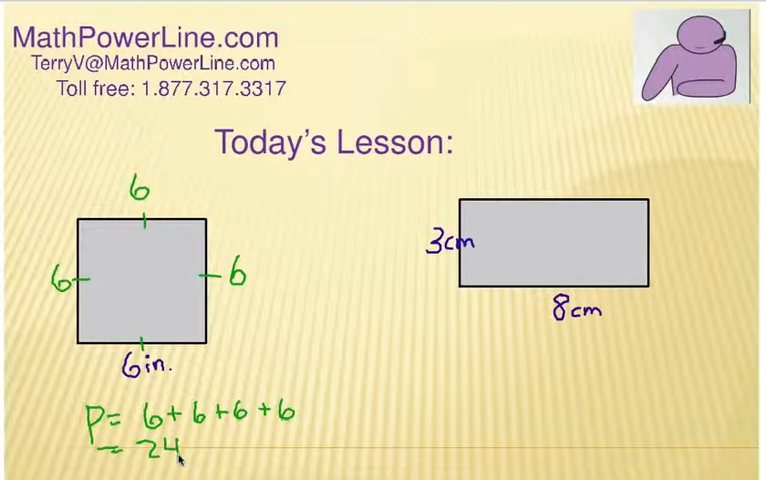 MathPowerLine.com
TerryV@MathPowerLine.com
Toll free: 1.877.317.3317
Today's Lesson:
6
6
6
6in.
3cm
8cm
P= 6+6+6+6
= 24